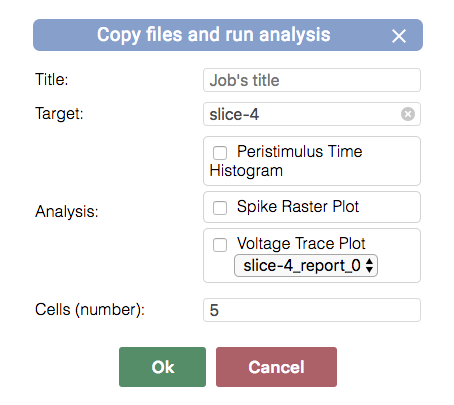 Copy files and run analysis
Title: Job's title
Target: slice-4
Peristimulus Time
Histogram
Analysis: Spike Raster Plot
Voltage Trace Plot
slice-4_report_0
Cells (number): 5
Ok Cancel